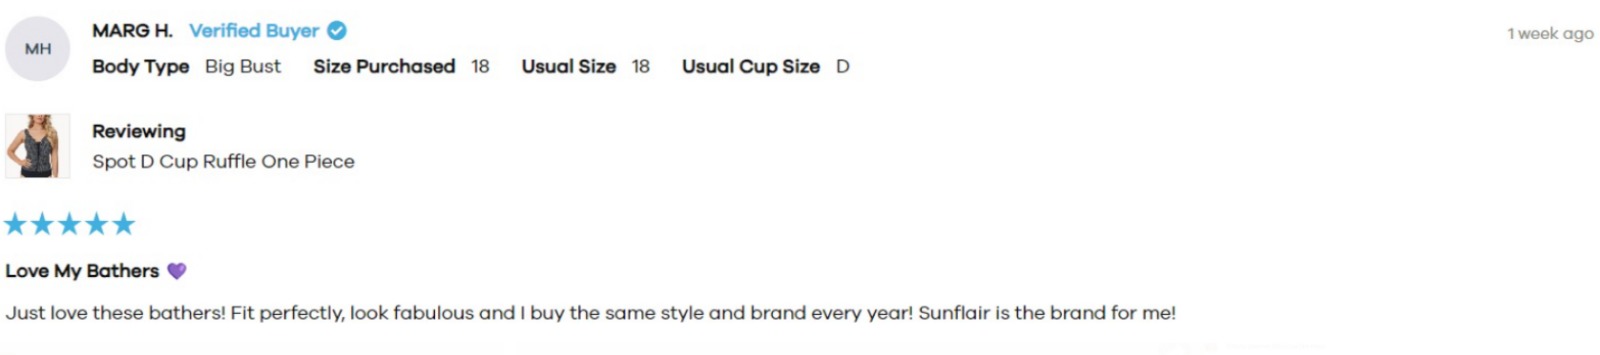 MH
MARG H. Verified Buyer
1 week ago
Body Type Big Bust Size Purchased 18 Usual Size 18 Usual Cup Size D
Reviewing
Spot D Cup Ruffle One Piece
Love My Bathers 💜
Just love these bathers! Fit perfectly, look fabulous and I buy the same style and brand every year! Sunflair is the brand for me!